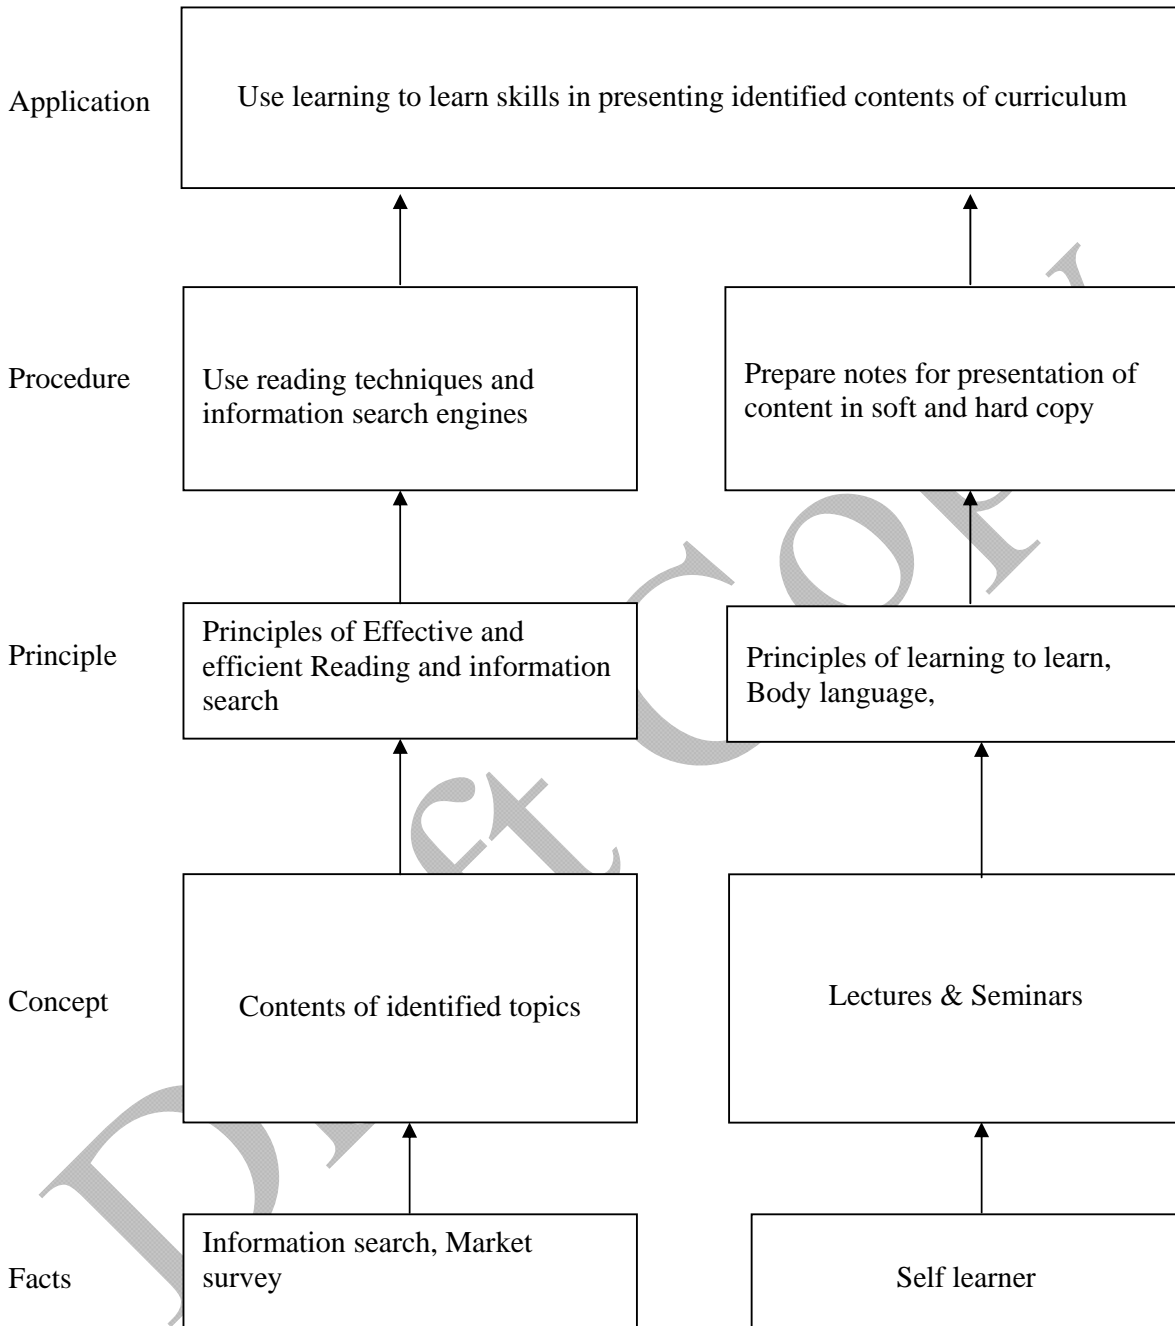 Application
Use learning to learn skills in presenting identified contents of curriculum
Procedure
Use reading techniques and
information search engines
Prepare notes for presentation of
content in soft and hard copy
Principle
Principles of Effective and
efficient Reading and information
search
Principles of learning to learn,
Body language,
Concept
Contents of identified topics
Lectures & Seminars
Facts
Information search, Market
survey
Self learner
Draft Copy